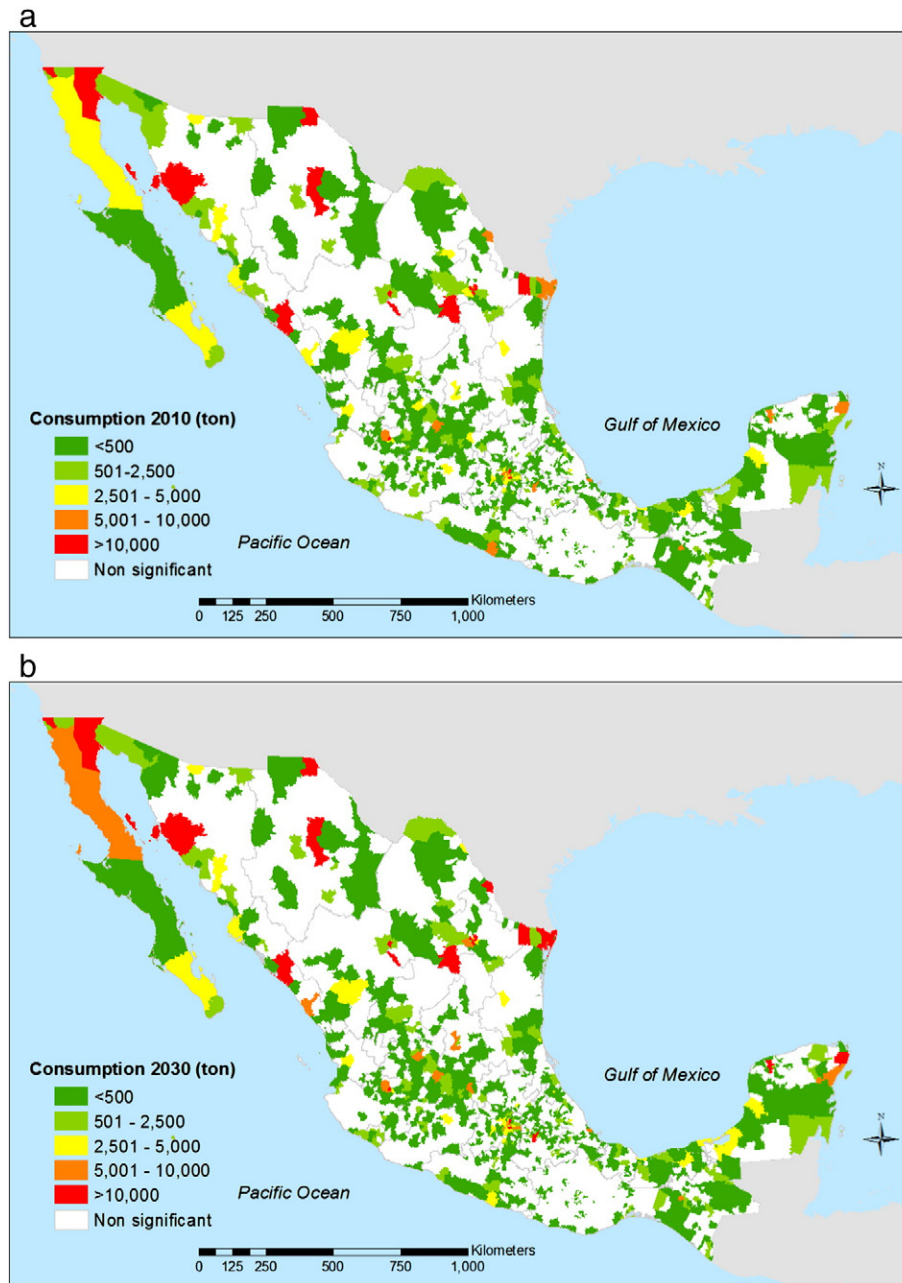 a
Gulf of Mexico
Consumption 2010 (ton)
<500
501-2,500
2,501 - 5,000
5,001 - 10,000
>10,000
Non significant
Pacific Ocean
N
Kilometers
0 125 250 500 750 1,000
b
Gulf of Mexico
Consumption 2030 (ton)
<500
501 - 2,500
2,501 - 5,000
5,001 - 10,000
>10,000
Non significant
Pacific Ocean
N
Kilometers
0 125 250 500 750 1,000